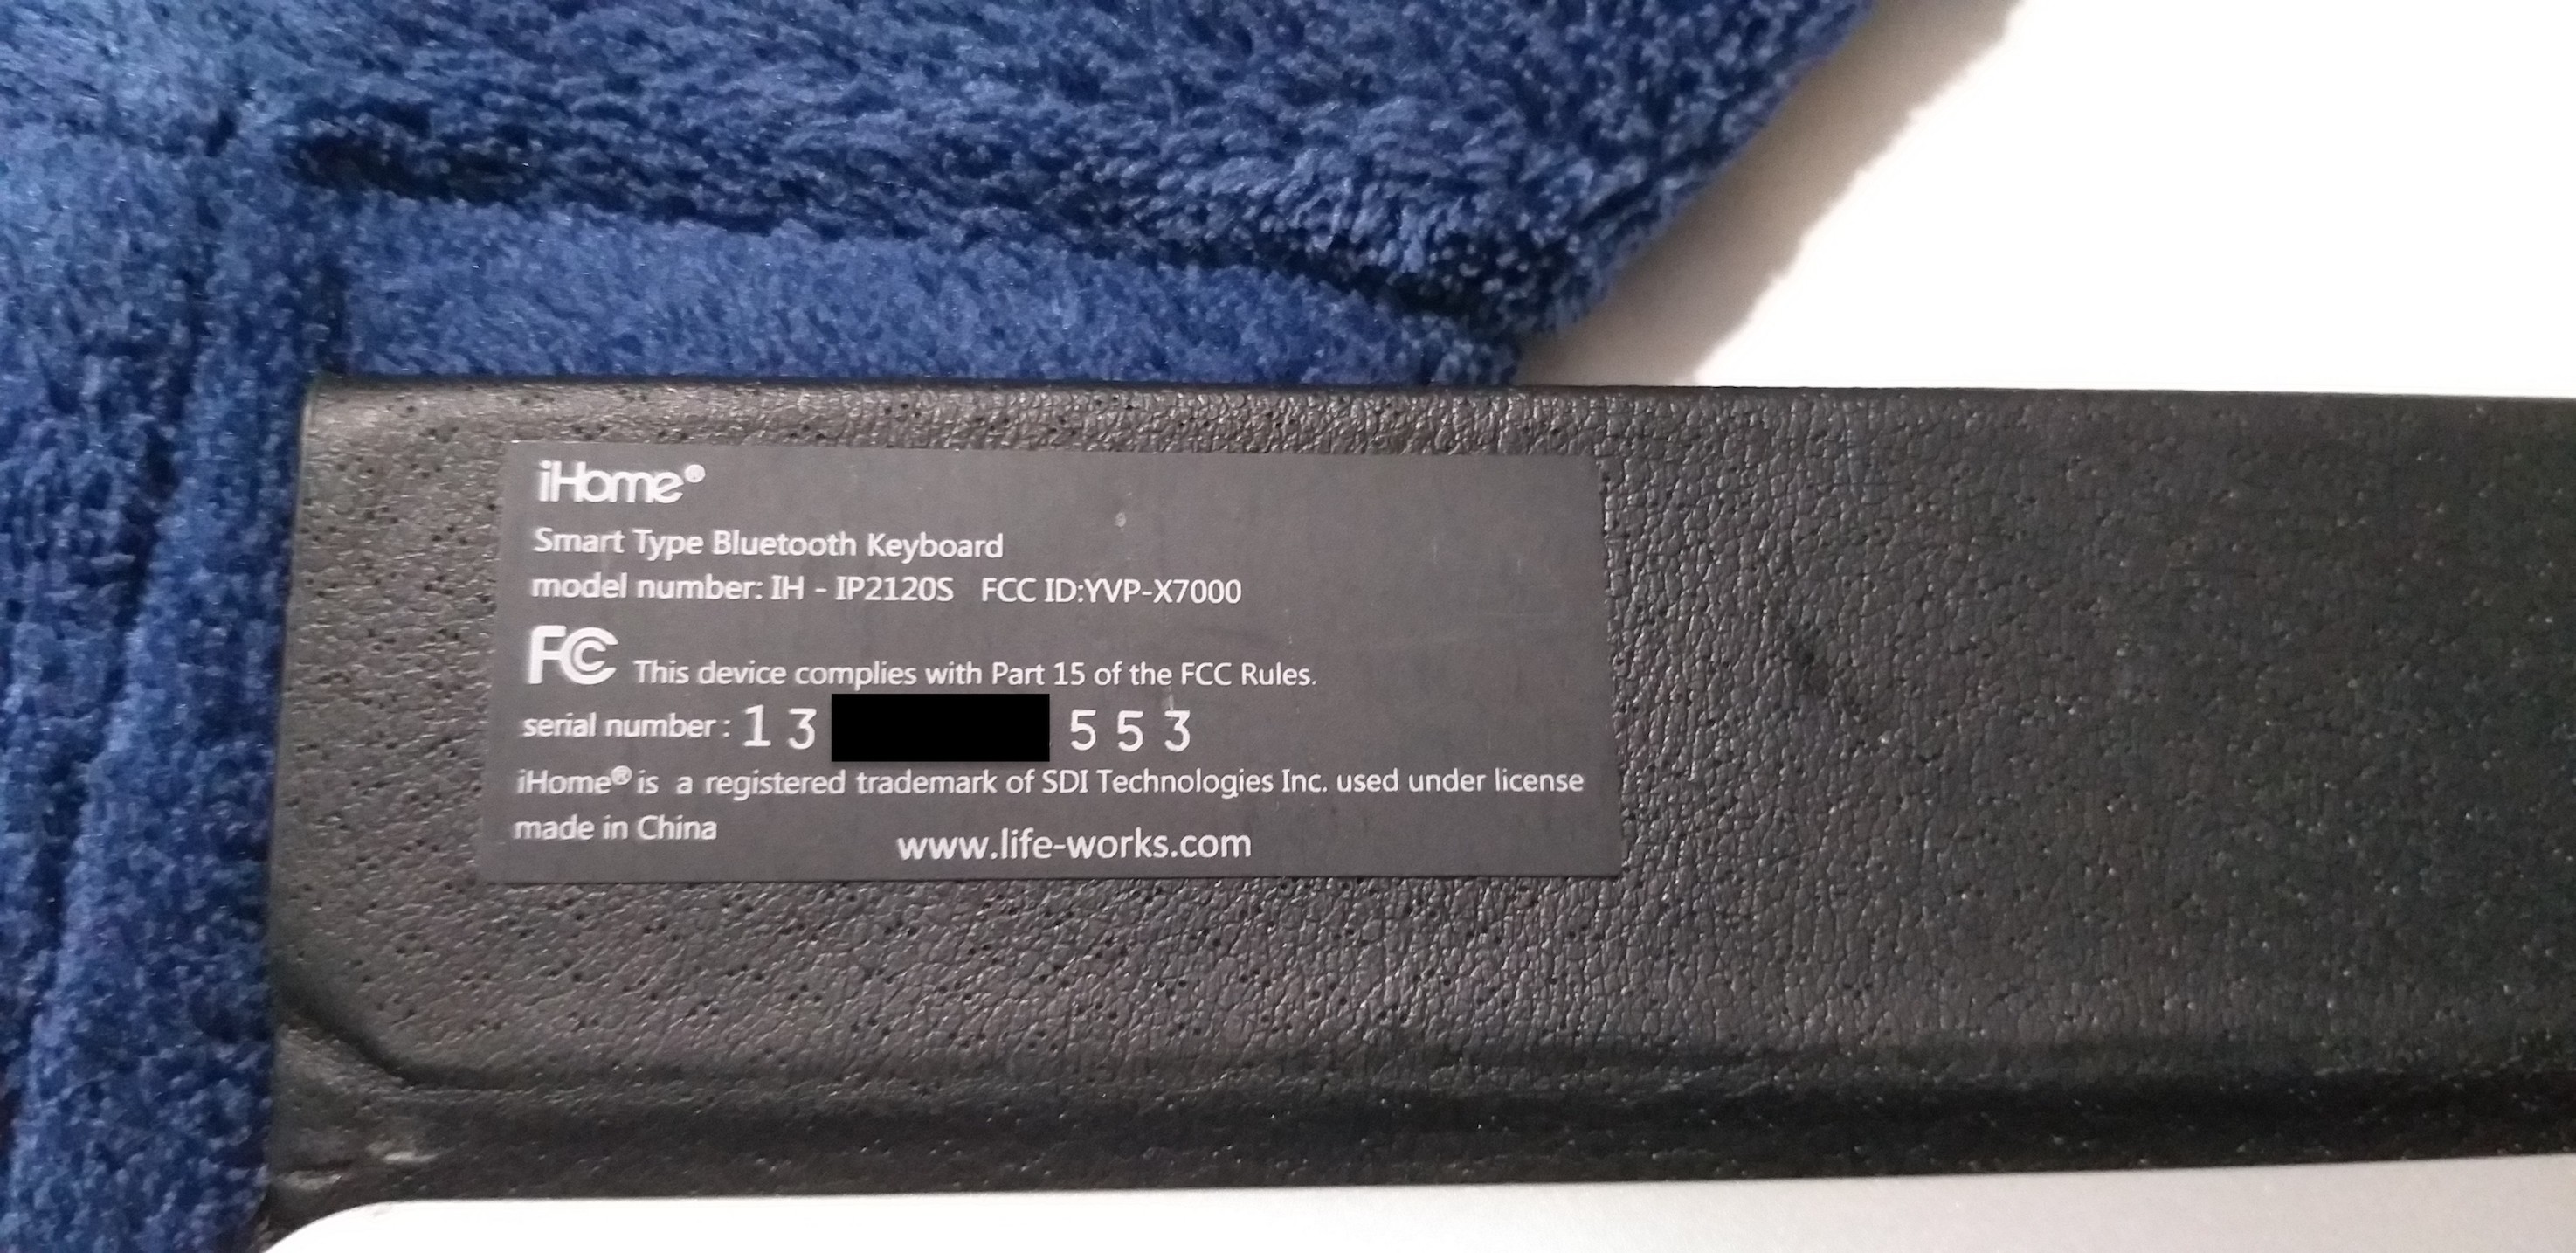 iHome®
Smart Type Bluetooth Keyboard
model number: IH - IP2120S   FCC ID:YVP-X7000
FC This device complies with Part 15 of the FCC Rules.
serial number : 1 3 5 5 3
iHome® is a registered trademark of SDI Technologies Inc. used under license
made in China
www.life-works.com